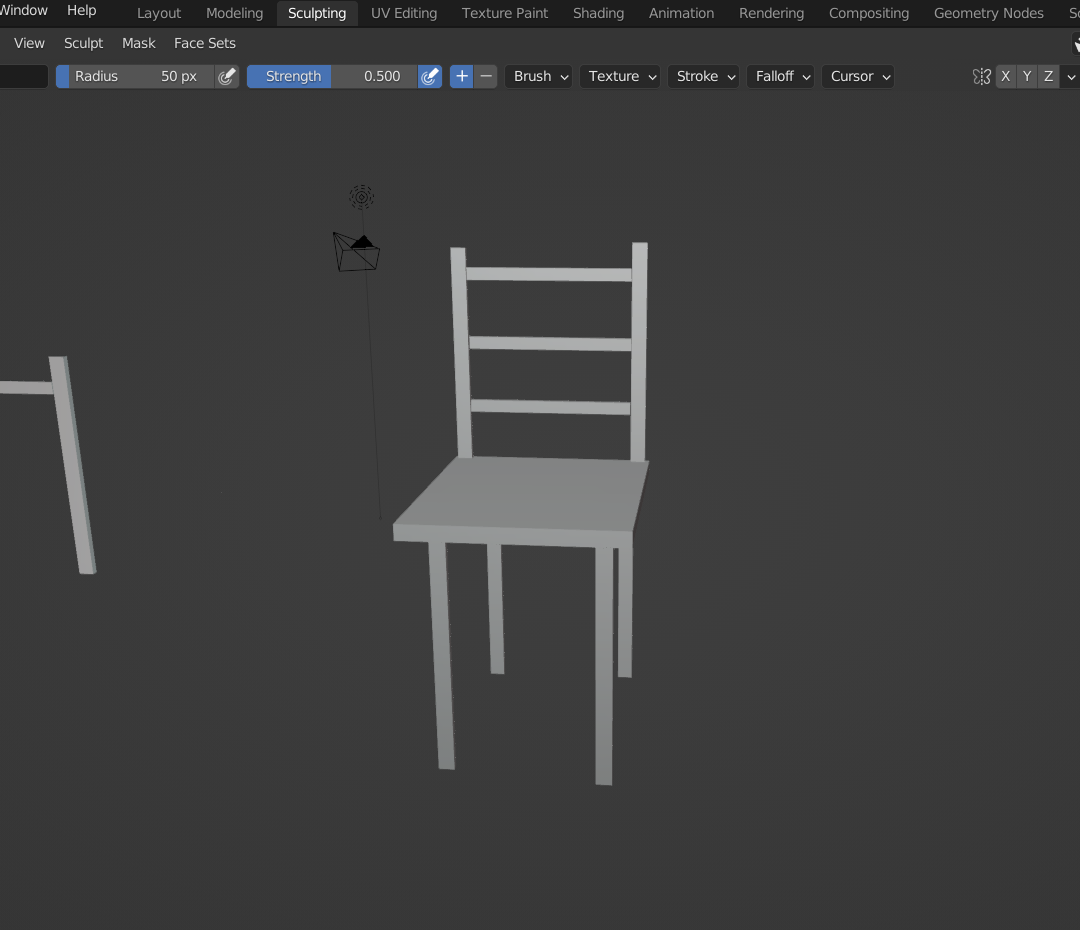 Window Help Layout Modeling Sculpting UV Editing Texture Paint Shading Animation Rendering Compositing Geometry Nodes
View Sculpt Mask Face Sets
Radius 50 px Strength 0.500 + − Brush Texture Stroke Falloff Cursor X Y Z